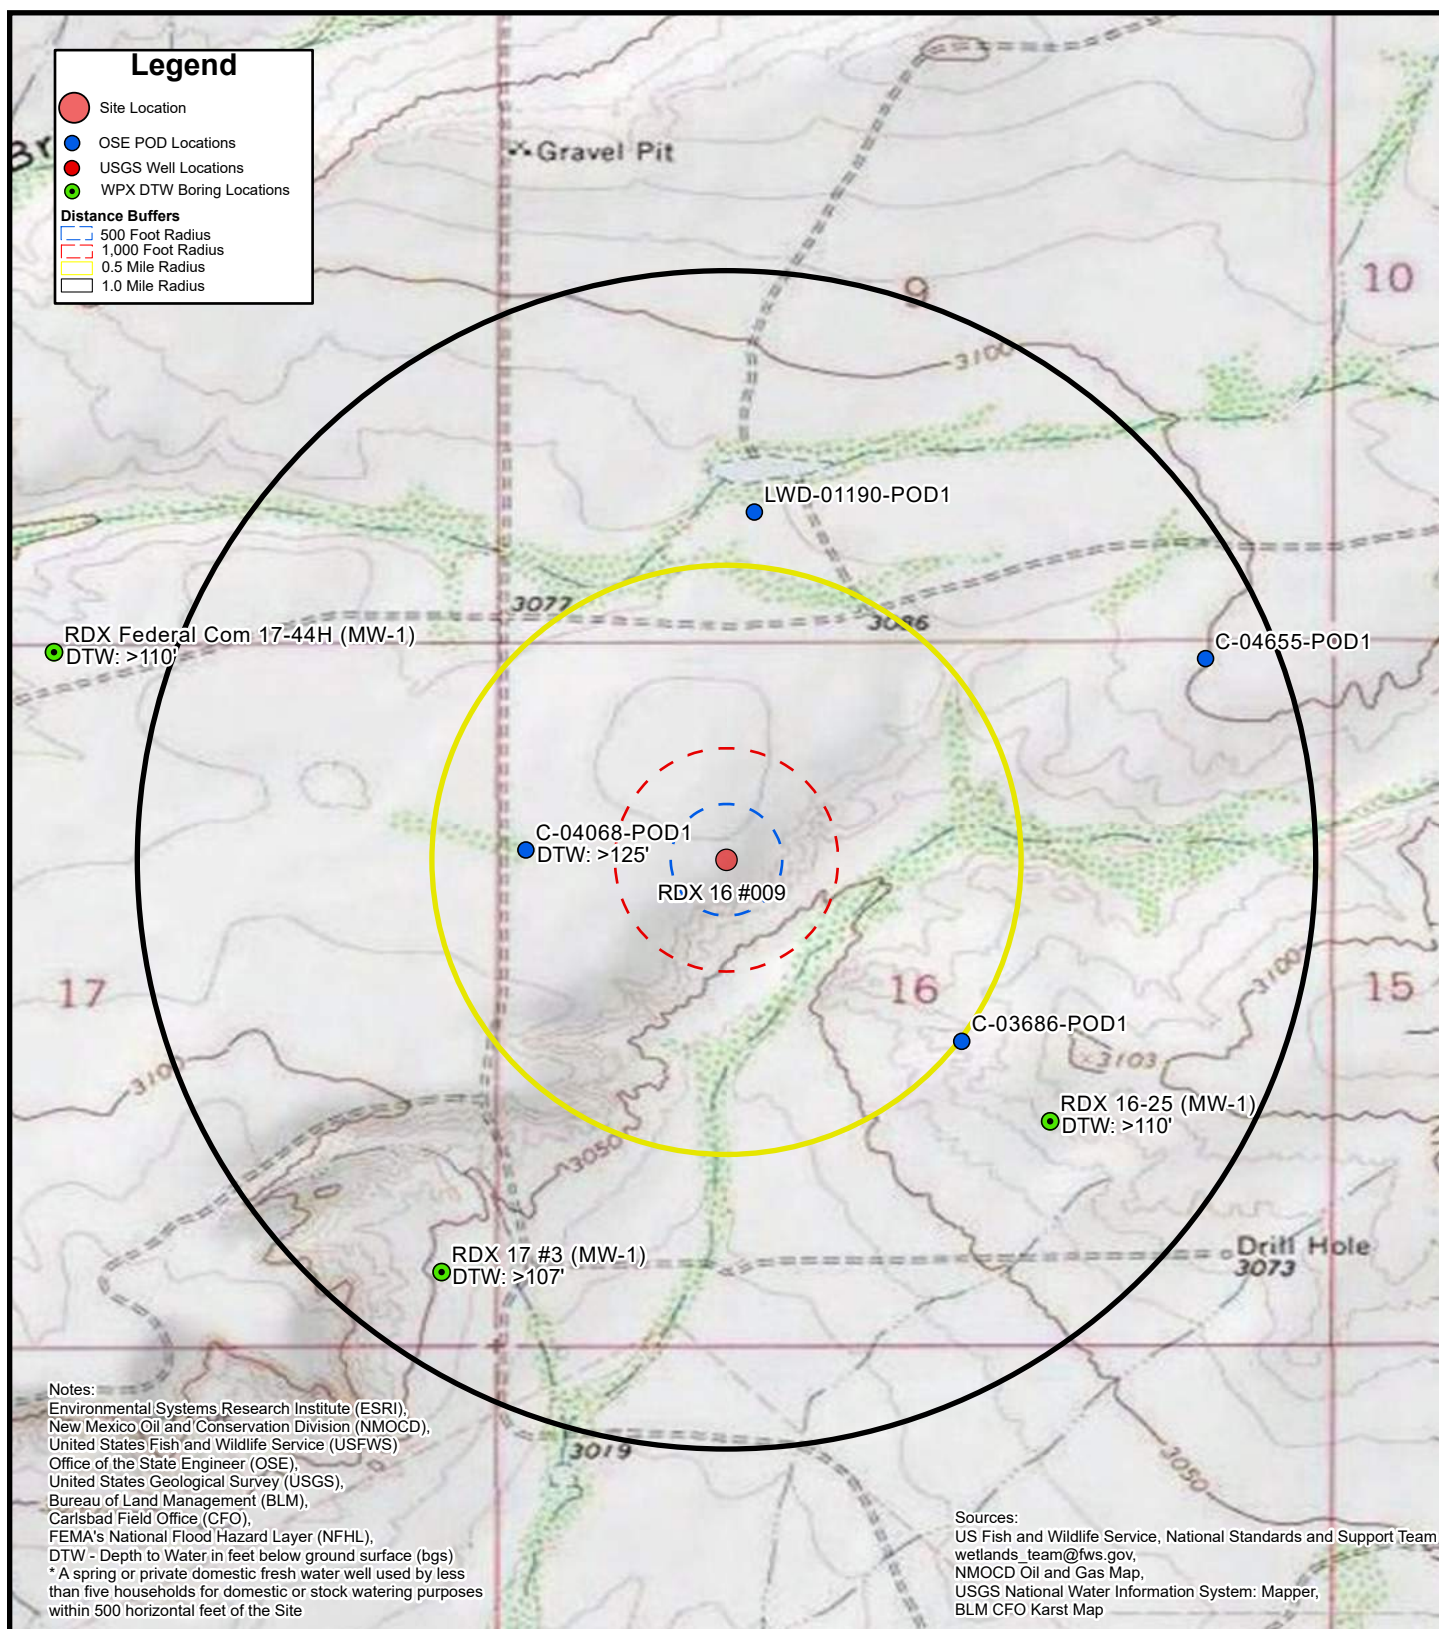 Legend
Site Location
OSE POD Locations
USGS Well Locations
WPX DTW Boring Locations
Distance Buffers
500 Foot Radius
1,000 Foot Radius
0.5 Mile Radius
1.0 Mile Radius
Br
Gravel Pit
9
10
3100
LWD-01190-POD1
3077
3086
RDX Federal Com 17-44H (MW-1)
DTW: >110'
C-04655-POD1
C-04068-POD1
DTW: >125'
RDX 16 #009
17
16
15
3100
C-03686-POD1
3103
3100
RDX 16-25 (MW-1)
DTW: >110'
3050
RDX 17 #3 (MW-1)
DTW: >107'
Drill Hole
3073
3019
3050
Notes:
Environmental Systems Research Institute (ESRI),
New Mexico Oil and Conservation Division (NMOCD),
United States Fish and Wildlife Service (USFWS)
Office of the State Engineer (OSE),
United States Geological Survey (USGS),
Bureau of Land Management (BLM),
Carlsbad Field Office (CFO),
FEMA's National Flood Hazard Layer (NFHL),
DTW - Depth to Water in feet below ground surface (bgs)
* A spring or private domestic fresh water well used by less
than five households for domestic or stock watering purposes
within 500 horizontal feet of the Site
Sources:
US Fish and Wildlife Service, National Standards and Support Team
wetlands_team@fws.gov,
NMOCD Oil and Gas Map,
USGS National Water Information System: Mapper,
BLM CFO Karst Map